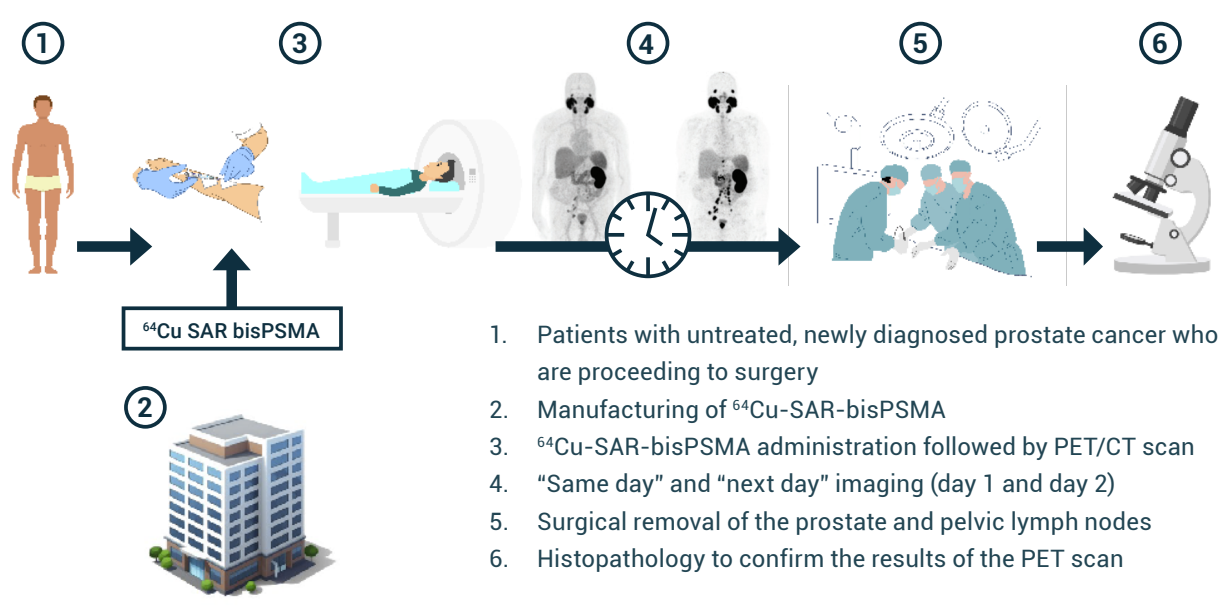 1
3
4
5
6
⁶⁴Cu SAR bisPSMA
2
1. Patients with untreated, newly diagnosed prostate cancer who
are proceeding to surgery
2. Manufacturing of ⁶⁴Cu-SAR-bisPSMA
3. ⁶⁴Cu-SAR-bisPSMA administration followed by PET/CT scan
4. “Same day” and “next day” imaging (day 1 and day 2)
5. Surgical removal of the prostate and pelvic lymph nodes
6. Histopathology to confirm the results of the PET scan